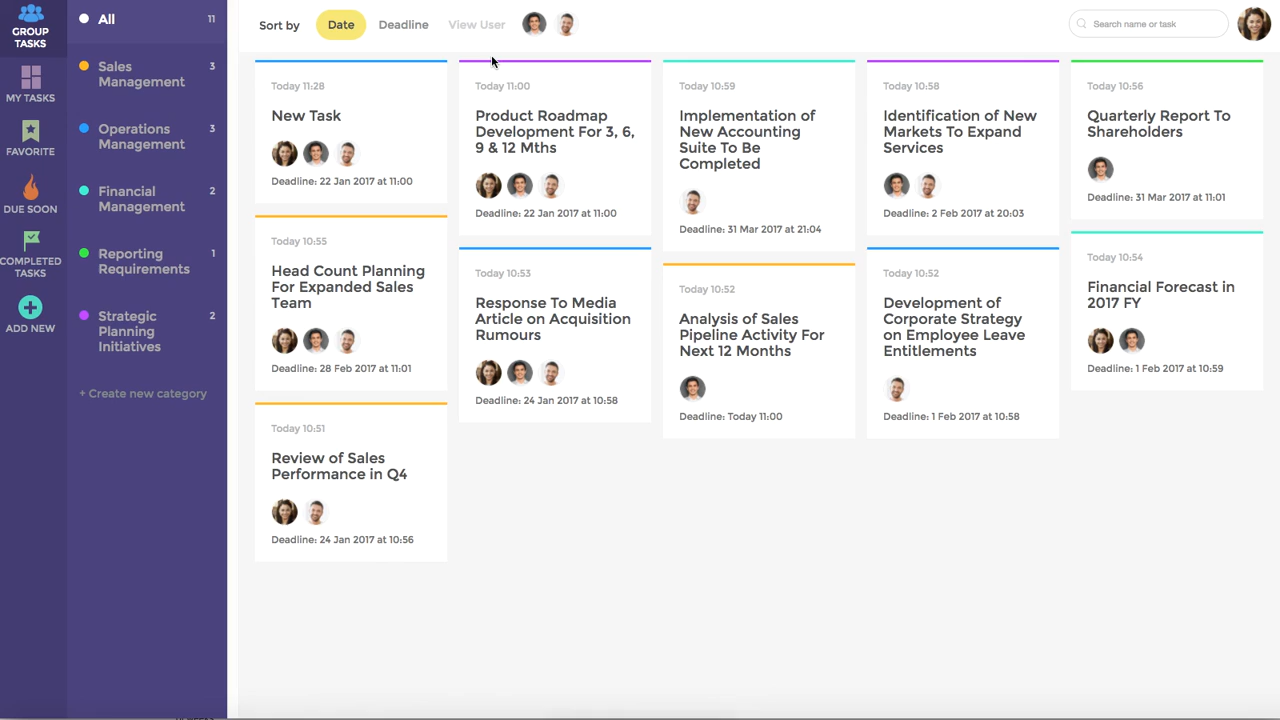 GROUP
TASKS
MY TASKS
FAVORITE
DUE SOON
COMPLETED
TASKS
ADD NEW
All 11
Sales
Management 3
Operations
Management 3
Financial
Management 2
Reporting
Requirements 1
Strategic
Planning
Initiatives 2
+ Create new category
Sort by Date Deadline View User
Search name or task
Today 11:28
New Task
Deadline: 22 Jan 2017 at 11:00
Today 10:55
Head Count Planning
For Expanded Sales
Team
Deadline: 28 Feb 2017 at 11:01
Today 10:51
Review of Sales
Performance in Q4
Deadline: 24 Jan 2017 at 10:56
Today 11:00
Product Roadmap
Development For 3, 6,
9 & 12 Mths
Deadline: 22 Jan 2017 at 11:00
Today 10:53
Response To Media
Article on Acquisition
Rumours
Deadline: 24 Jan 2017 at 10:58
Today 10:59
Implementation of
New Accounting
Suite To Be
Completed
Deadline: 31 Mar 2017 at 21:04
Today 10:52
Analysis of Sales
Pipeline Activity For
Next 12 Months
Deadline: Today 11:00
Today 10:58
Identification of New
Markets To Expand
Services
Deadline: 2 Feb 2017 at 20:03
Today 10:52
Development of
Corporate Strategy
on Employee Leave
Entitlements
Deadline: 1 Feb 2017 at 10:58
Today 10:56
Quarterly Report To
Shareholders
Deadline: 31 Mar 2017 at 11:01
Today 10:54
Financial Forecast in
2017 FY
Deadline: 1 Feb 2017 at 10:59